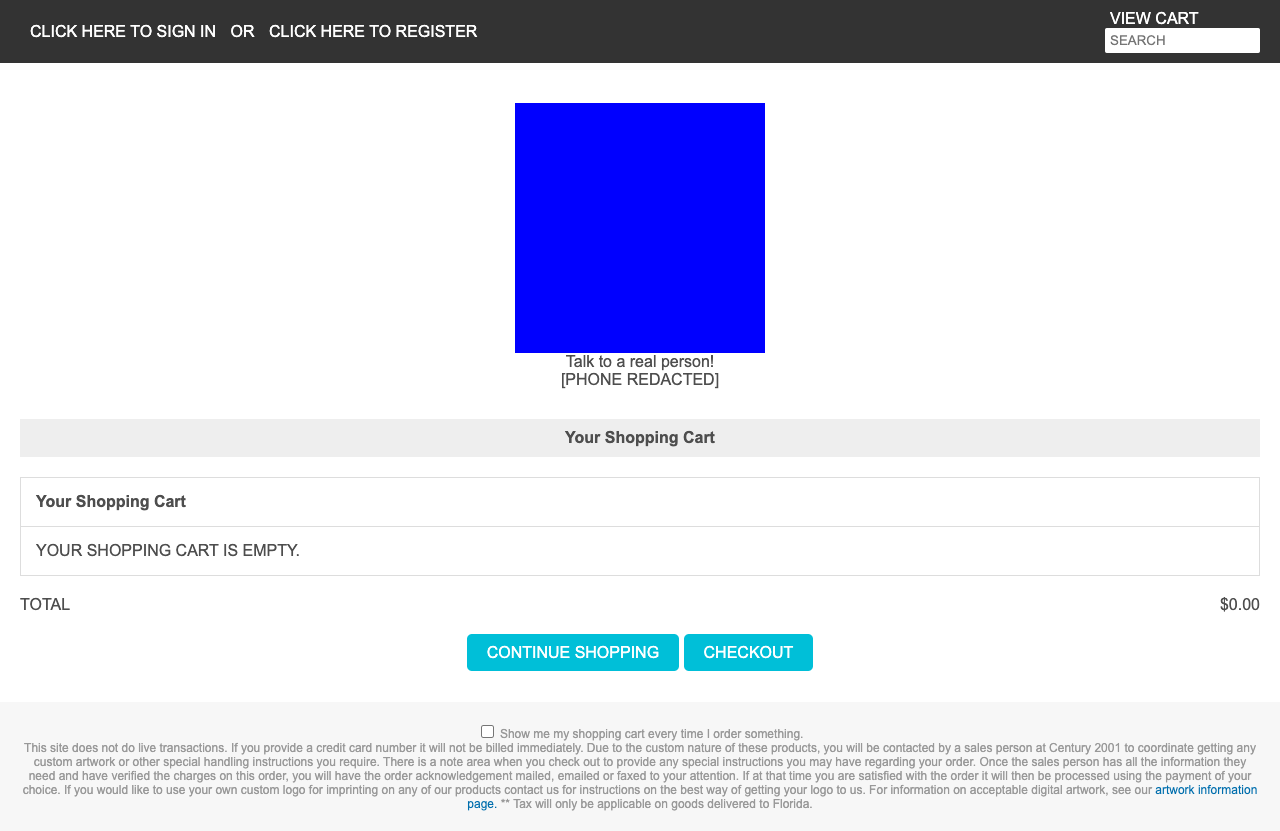 CLICK HERE TO SIGN IN OR CLICK HERE TO REGISTER
VIEW CART
SEARCH
Talk to a real person!
[PHONE REDACTED]
Your Shopping Cart
Your Shopping Cart
YOUR SHOPPING CART IS EMPTY.
TOTAL $0.00
CONTINUE SHOPPING CHECKOUT
Show me my shopping cart every time I order something.
This site does not do live transactions. If you provide a credit card number it will not be billed immediately. Due to the custom nature of these products, you will be contacted by a sales person at Century 2001 to coordinate getting any
custom artwork or other special handling instructions you require. There is a note area when you check out to provide any special instructions you may have regarding your order. Once the sales person has all the information they
need and have verified the charges on this order, you will have the order acknowledgement mailed, emailed or faxed to your attention. If at that time you are satisfied with the order it will then be processed using the payment of your
choice. If you would like to use your own custom logo for imprinting on any of our products contact us for instructions on the best way of getting your logo to us. For information on acceptable digital artwork, see our artwork information
page. ** Tax will only be applicable on goods delivered to Florida.